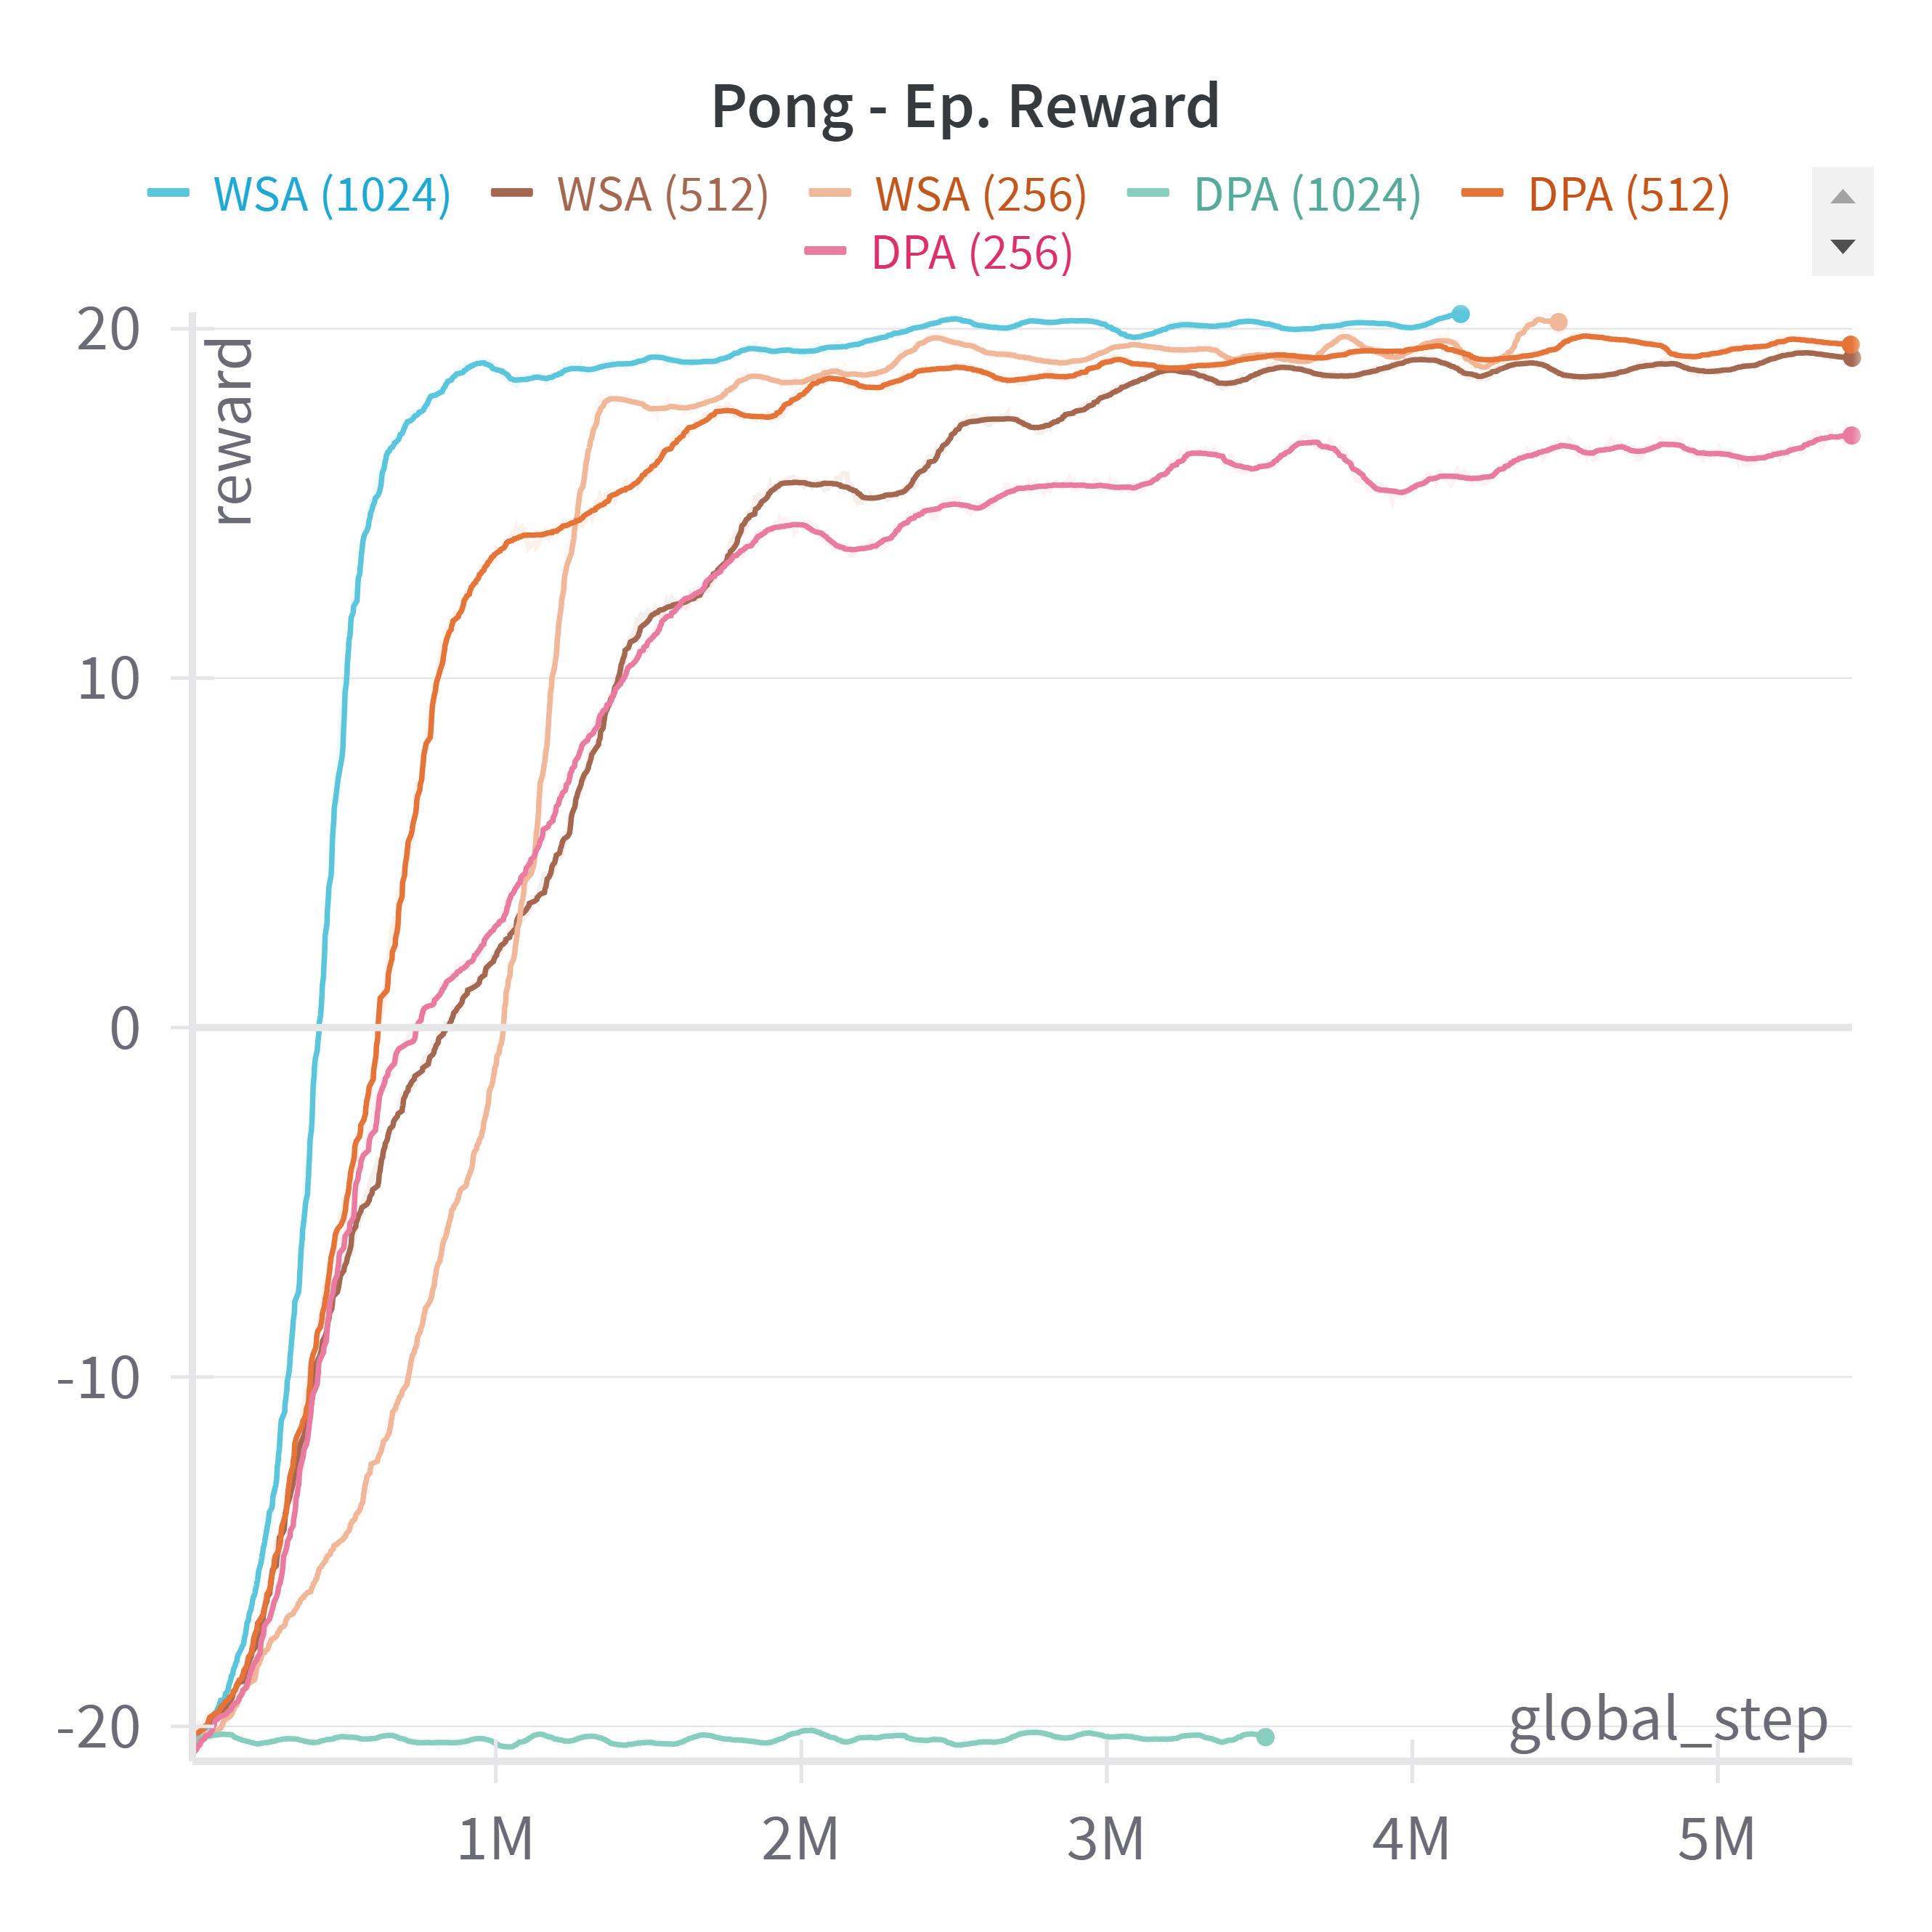 Pong - Ep. Reward
WSA (1024) WSA (512) WSA (256) DPA (1024) DPA (512)
DPA (256)
20
reward
10
0
-10
-20
global_step
1M 2M 3M 4M 5M